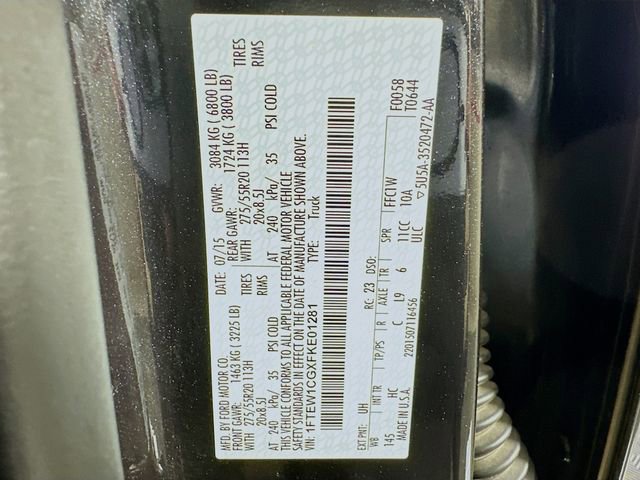 MFD. BY FORD MOTOR CO. DATE: 07/15 GVWR: 3084 KG ( 6800 LB)
FRONT GAWR: 1463 KG ( 3225 LB) REAR GAWR: 1724 KG ( 3800 LB)
WITH 275/55R20 113H TIRES WITH 275/55R20 113H TIRES
20x8.5J RIMS 20x8.5J RIMS
AT 240 kPa/ 35 PSI COLD AT 240 kPa/ 35 PSI COLD
THIS VEHICLE CONFORMS TO ALL APPLICABLE FEDERAL MOTOR VEHICLE
SAFETY STANDARDS IN EFFECT ON THE DATE OF MANUFACTURE SHOWN ABOVE.
VIN: 1FTEW1CGXFKE01281 TYPE: Truck
F0058
T0644
EXT PNT: UH RC: 23 DSO:
WB INT TR TP/PS R AXLE TR SPR FFC1W
145 HC C L9 6 11CC 10A
MADE IN U.S.A. ULC
2201507116456 ▽5U5A-3520472-AA